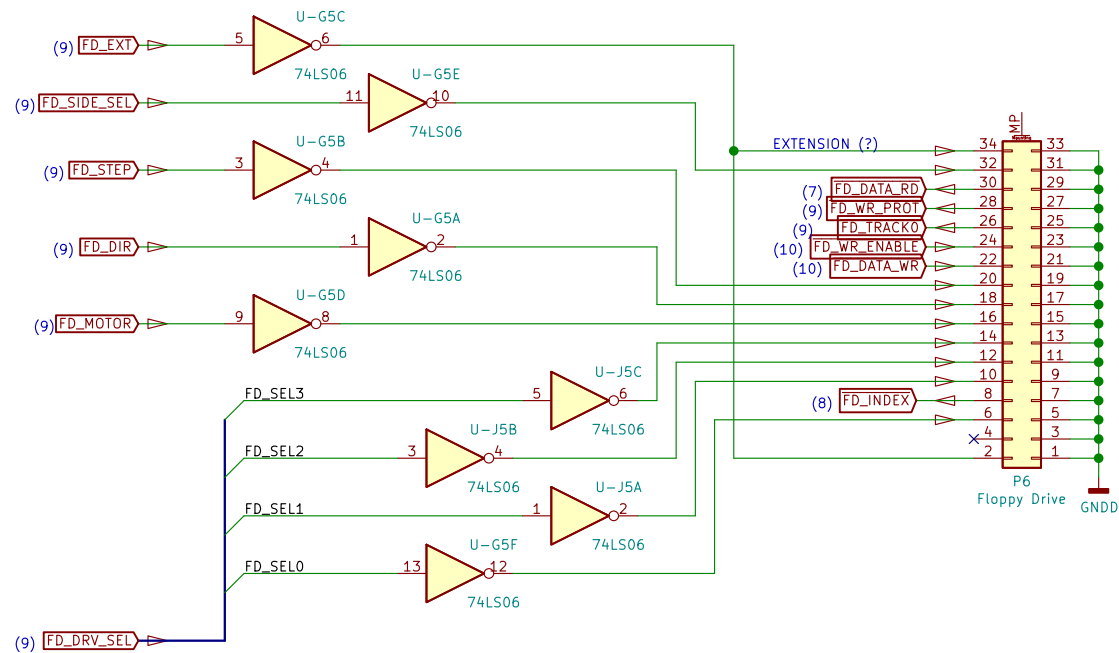 U-G5C
(9) FD_EXT 5 6
74LS06
U-G5E
(9) FD_SIDE_SEL 11 10
74LS06
U-G5B
(9) FD_STEP 3 4
74LS06
U-G5A
(9) FD_DIR 1 2
74LS06
U-G5D
(9) FD_MOTOR 9 8
74LS06
U-J5C
FD_SEL3 5 6
74LS06
U-J5B
FD_SEL2 3 4
74LS06
U-J5A
FD_SEL1 1 2
74LS06
U-G5F
FD_SEL0 13 12
74LS06
(9) FD_DRV_SEL
MP
EXTENSION (?) 34 33
32 31
(7) FD_DATA_RD 30 29
(9) FD_WR_PROT 28 27
(9) FD_TRACK0 26 25
(10) FD_WR_ENABLE 24 23
(10) FD_DATA_WR 22 21
20 19
18 17
16 15
14 13
12 11
10 9
(8) FD_INDEX 8 7
6 5
4 3
2 1
P6
Floppy Drive
GNDD